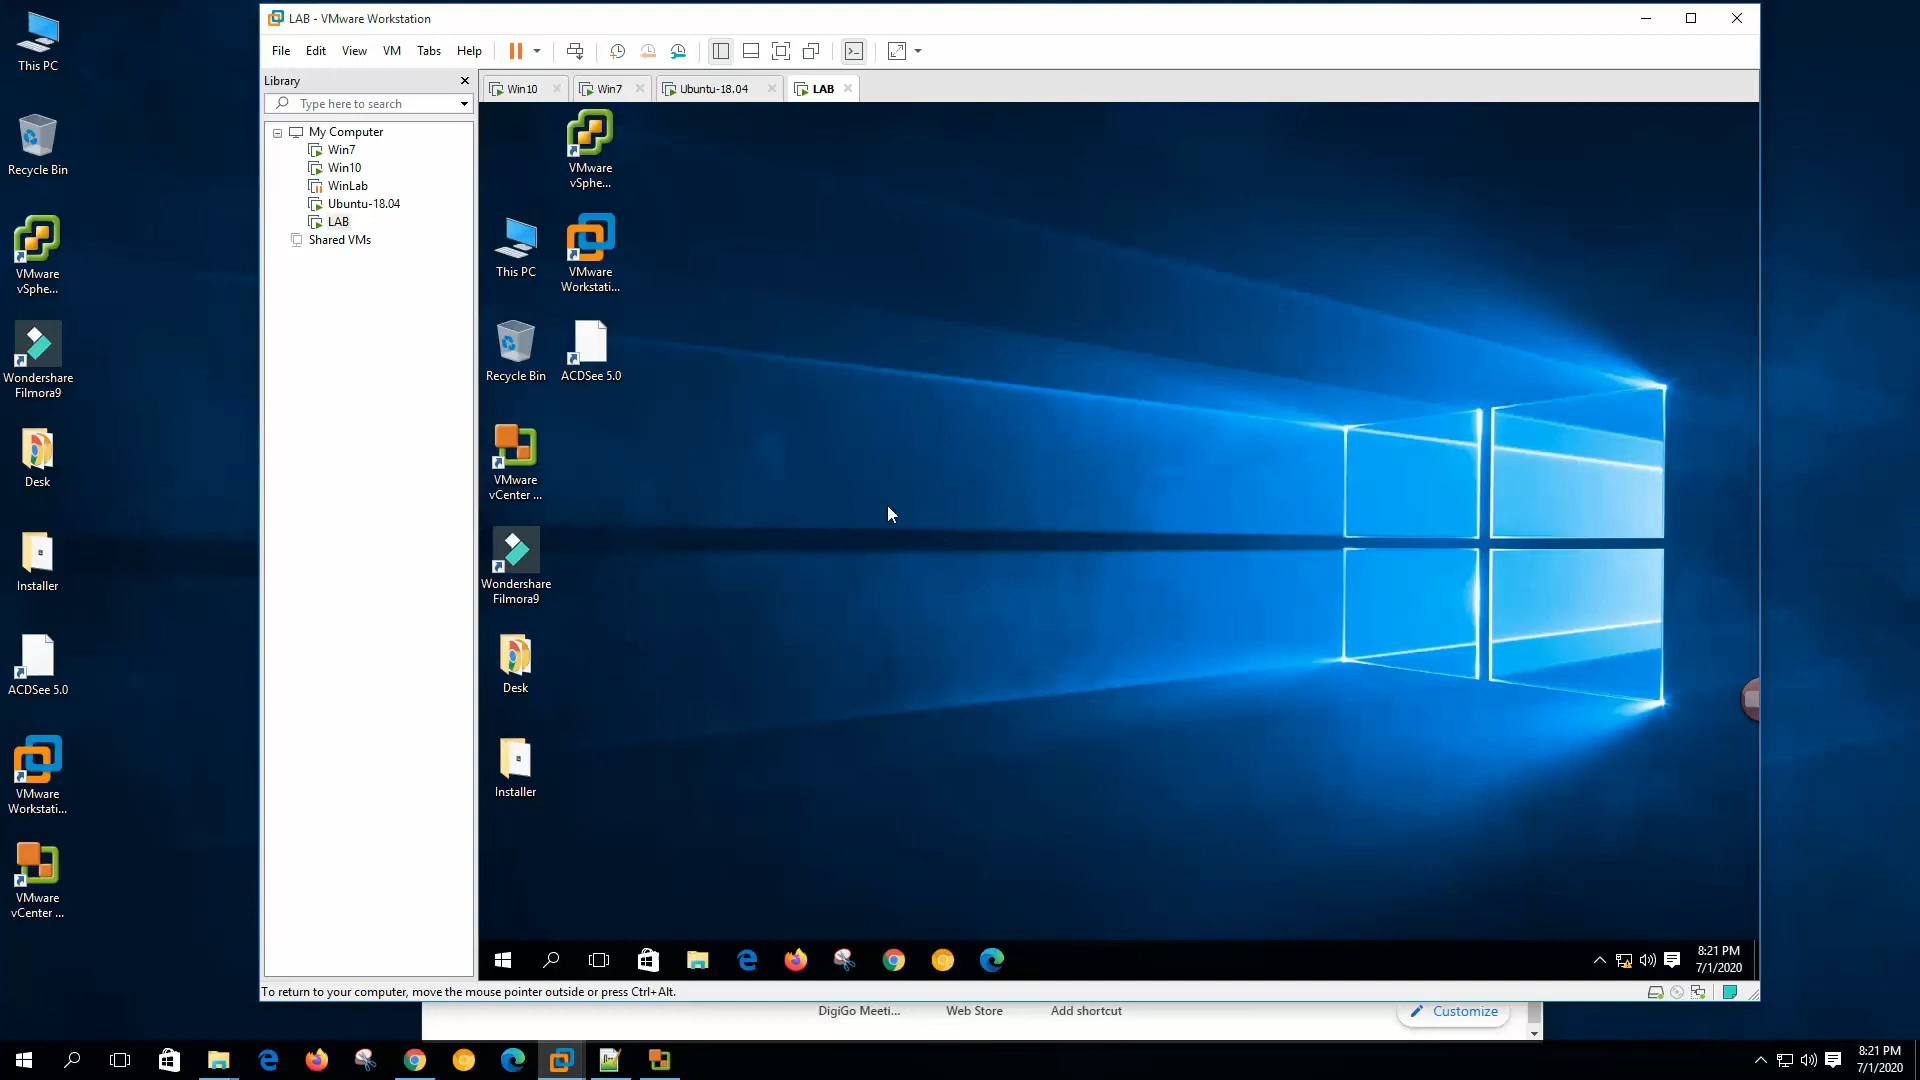 This PC
Recycle Bin
VMware
vSphe...
Wondershare
Filmora9
Desk
Installer
ACDSee 5.0
VMware
Workstati...
VMware
vCenter ...
LAB - VMware Workstation
File Edit View VM Tabs Help
Library
Type here to search
My Computer
Win7
Win10
WinLab
Ubuntu-18.04
LAB
Shared VMs
Win10 Win7 Ubuntu-18.04 LAB
VMware
vSphe...
This PC
VMware
Workstati...
Recycle Bin
ACDSee 5.0
VMware
vCenter ...
Wondershare
Filmora9
Desk
Installer
8:21 PM
7/1/2020
To return to your computer, move the mouse pointer outside or press Ctrl+Alt.
DigiGo Meeti... Web Store Add shortcut Customize
8:21 PM
7/1/2020